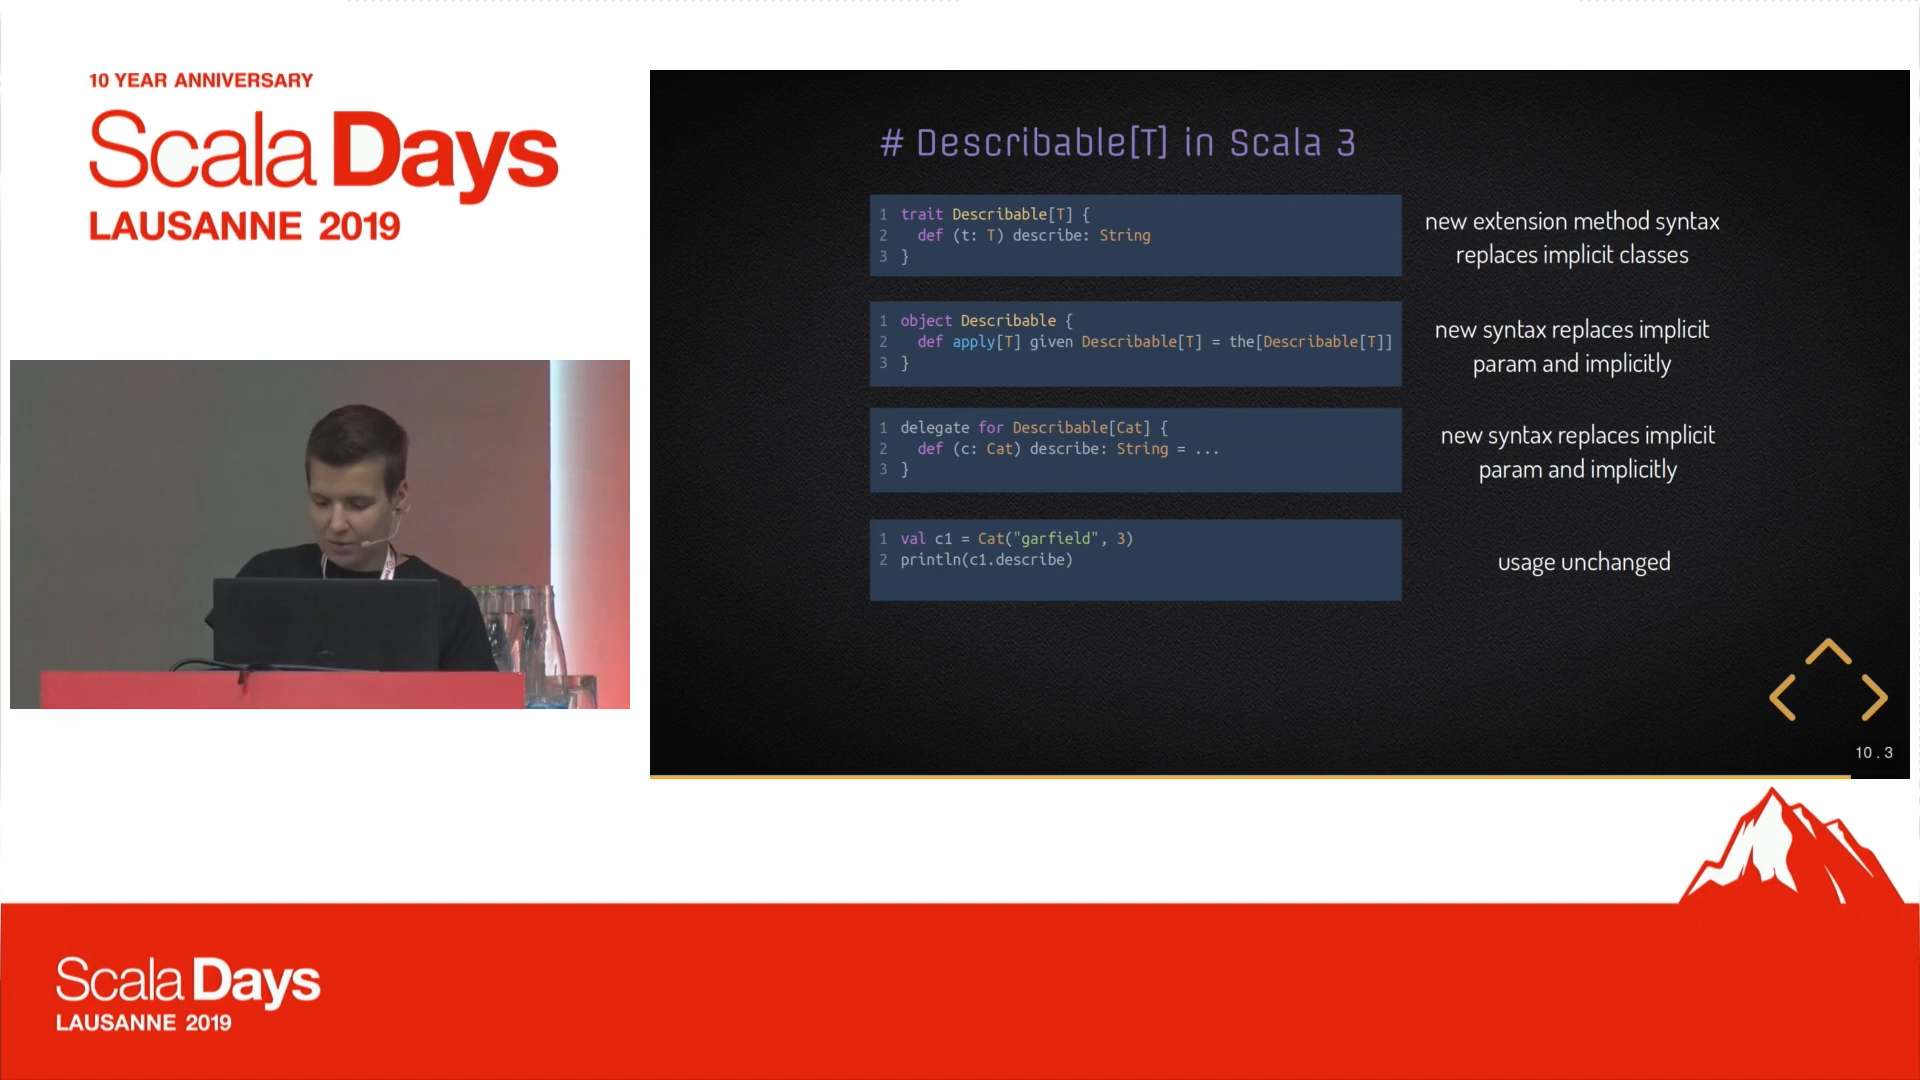 10 YEAR ANNIVERSARY
Scala Days
LAUSANNE 2019
# Describable[T] in Scala 3
1 trait Describable[T] {
2   def (t: T) describe: String
3 }
new extension method syntax
replaces implicit classes
1 object Describable {
2   def apply[T] given Describable[T] = the[Describable[T]]
3 }
new syntax replaces implicit
param and implicitly
1 delegate for Describable[Cat] {
2   def (c: Cat) describe: String = ...
3 }
new syntax replaces implicit
param and implicitly
1 val c1 = Cat("garfield", 3)
2 println(c1.describe)
usage unchanged
10 . 3
Scala Days
LAUSANNE 2019